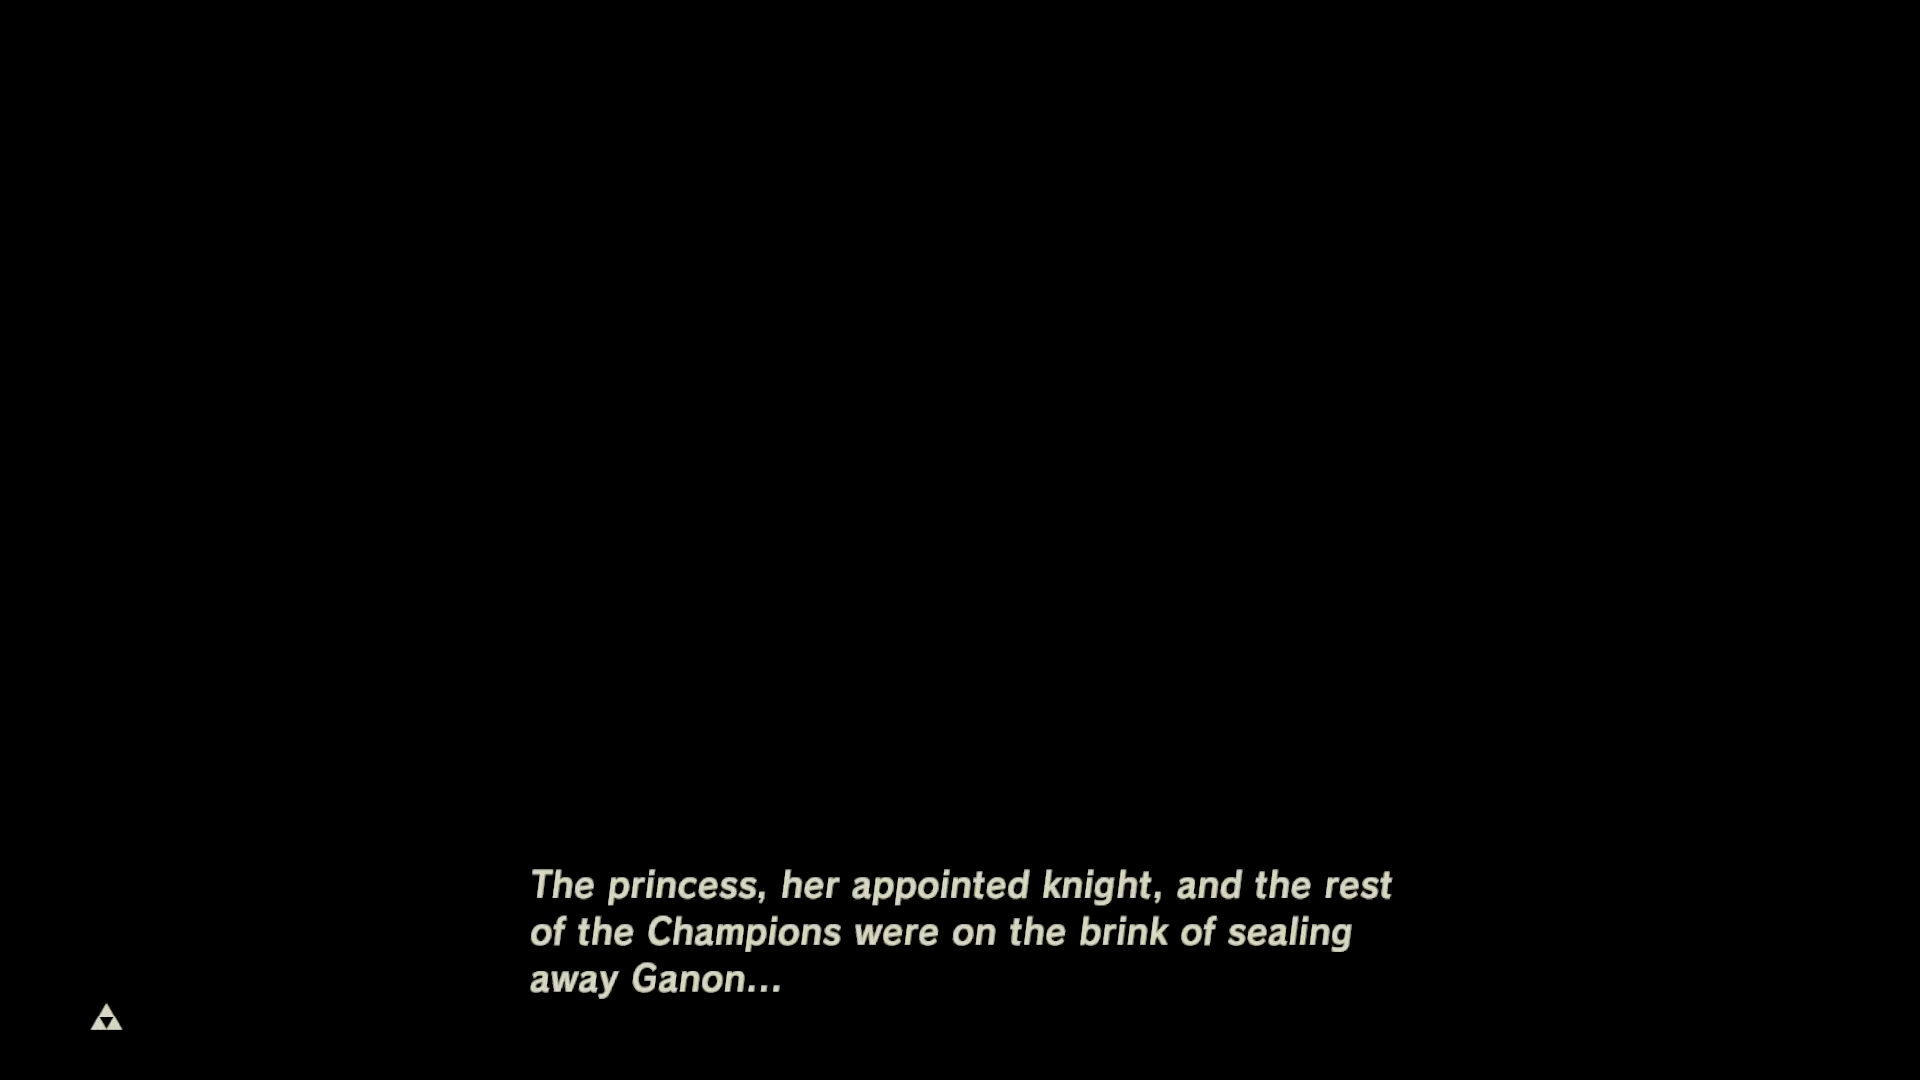 The princess, her appointed knight, and the rest
of the Champions were on the brink of sealing
away Ganon...